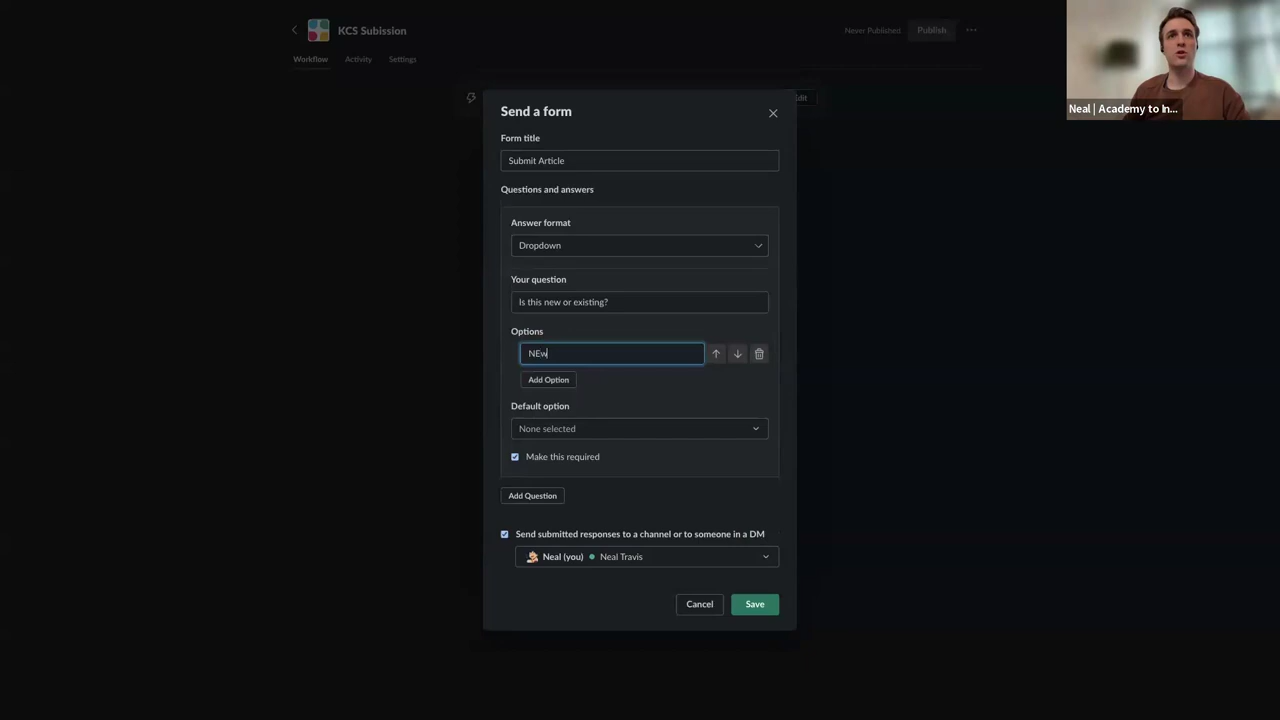 KCS Subission
Never Published
Publish
Workflow
Activity
Settings
Edit
Neal | Academy to In...
Send a form
Form title
Submit Article
Questions and answers
Answer format
Dropdown
Your question
Is this new or existing?
Options
NEw
Add Option
Default option
None selected
Make this required
Add Question
Send submitted responses to a channel or to someone in a DM
Neal (you) Neal Travis
Cancel
Save